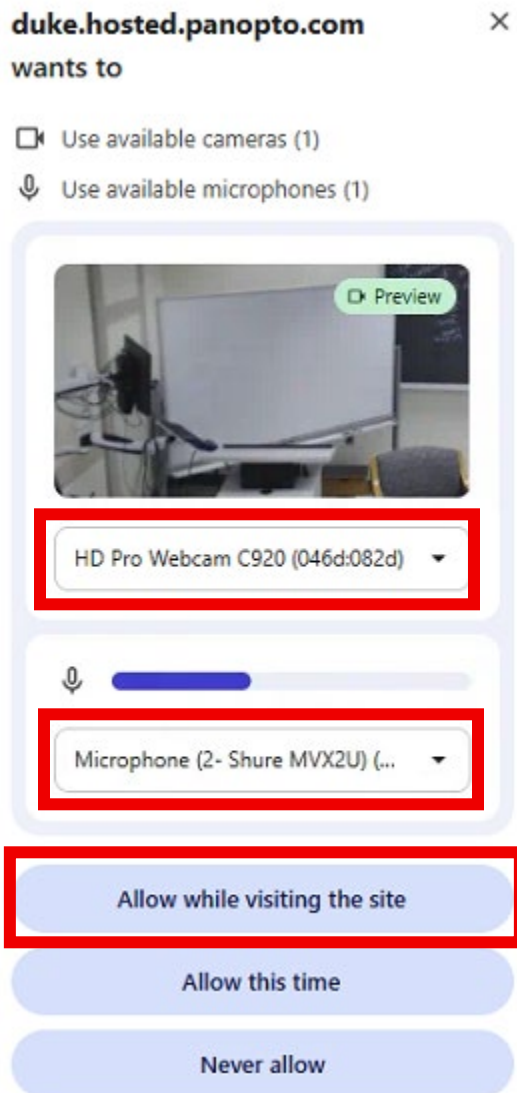 duke.hosted.panopto.com
wants to
Use available cameras (1)
Use available microphones (1)
Preview
HD Pro Webcam C920 (046d:082d)
Microphone (2- Shure MVX2U) (...
Allow while visiting the site
Allow this time
Never allow